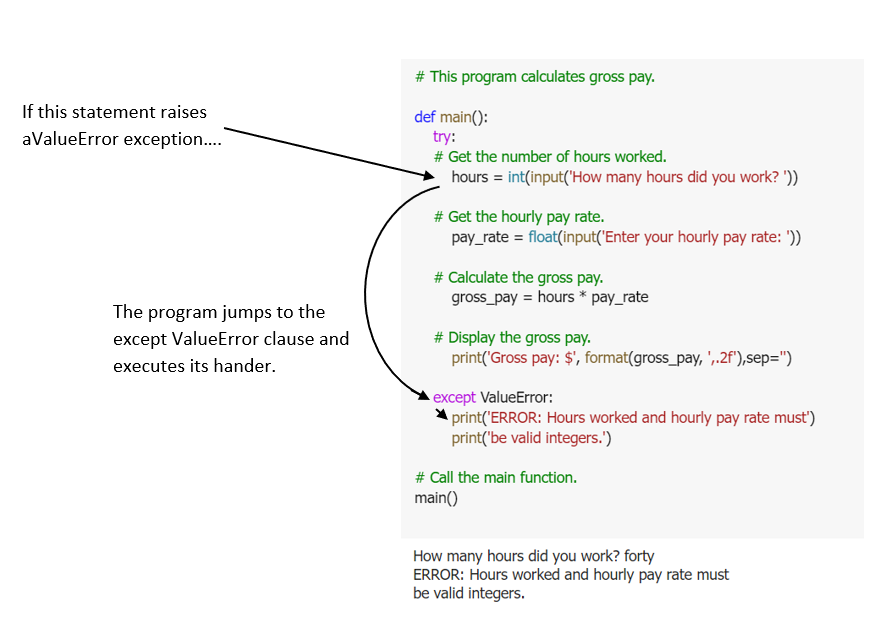 # This program calculates gross pay.
If this statement raises
aValueError exception....
def main():
try:
# Get the number of hours worked.
hours = int(input('How many hours did you work? '))
# Get the hourly pay rate.
pay_rate = float(input('Enter your hourly pay rate: '))
# Calculate the gross pay.
gross_pay = hours * pay_rate
The program jumps to the
except ValueError clause and
executes its hander.
# Display the gross pay.
print('Gross pay: $', format(gross_pay, ',.2f'),sep='')
except ValueError:
print('ERROR: Hours worked and hourly pay rate must')
print('be valid integers.')
# Call the main function.
main()
How many hours did you work? forty
ERROR: Hours worked and hourly pay rate must
be valid integers.